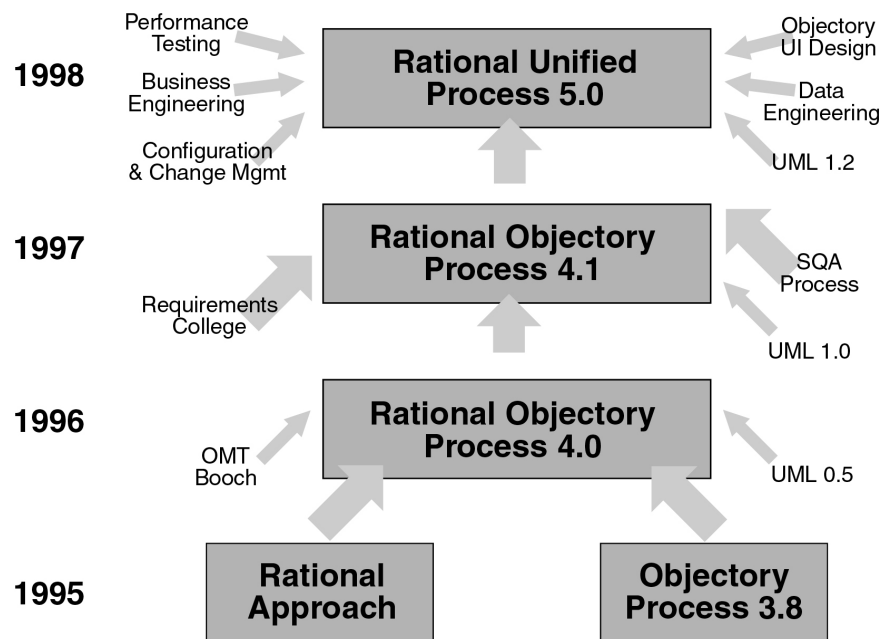 Performance
Testing
Objectory
UI Design
1998
Rational Unified
Process 5.0
Business
Engineering
Data
Engineering
Configuration
& Change Mgmt
UML 1.2
1997
Rational Objectory
Process 4.1
SQA
Process
Requirements
College
UML 1.0
1996
Rational Objectory
Process 4.0
OMT
Booch
UML 0.5
1995
Rational
Approach
Objectory
Process 3.8